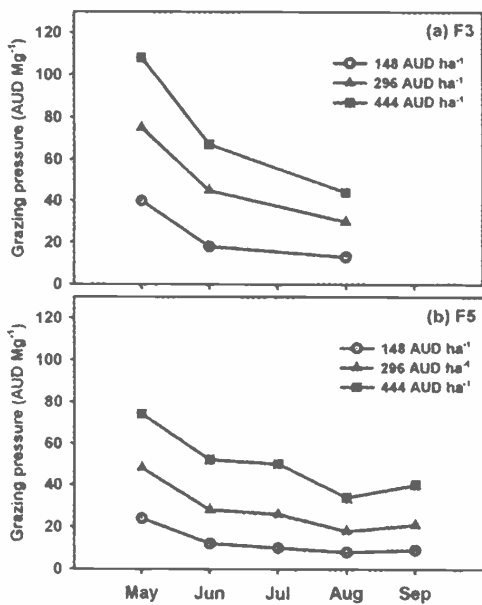 (a) F3
148 AUD ha⁻¹
296 AUD ha⁻¹
444 AUD ha⁻¹
Grazing pressure (AUD Mg⁻¹)
120
100
80
60
40
20
0
(b) F5
148 AUD ha⁻¹
296 AUD ha⁻¹
444 AUD ha⁻¹
Grazing pressure (AUD Mg⁻¹)
120
100
80
60
40
20
0
May Jun Jul Aug Sep